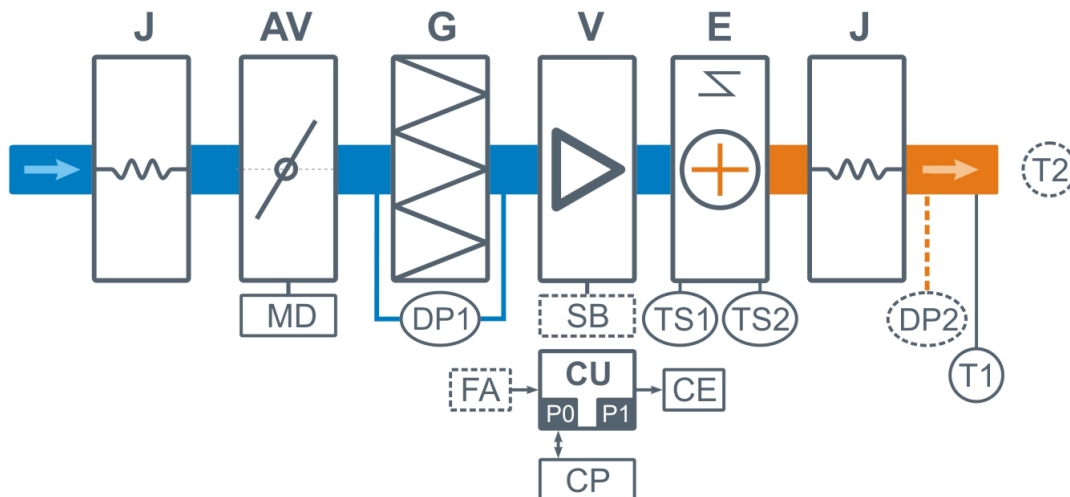 J AV G V E J
T2
MD DP1 SB TS1 TS2 DP2
T1
FA CU CE
P0 P1
CP